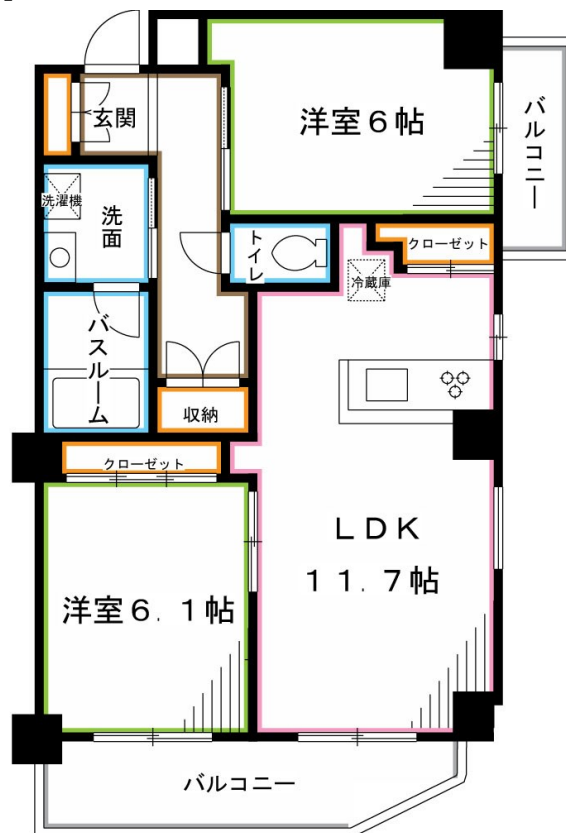 玄関
洋室6帖
バルコニー
洗濯機
洗面
トイレ
クローゼット
冷蔵庫
バスルーム
収納
クローゼット
LDK
11.7帖
洋室6.1帖
バルコニー